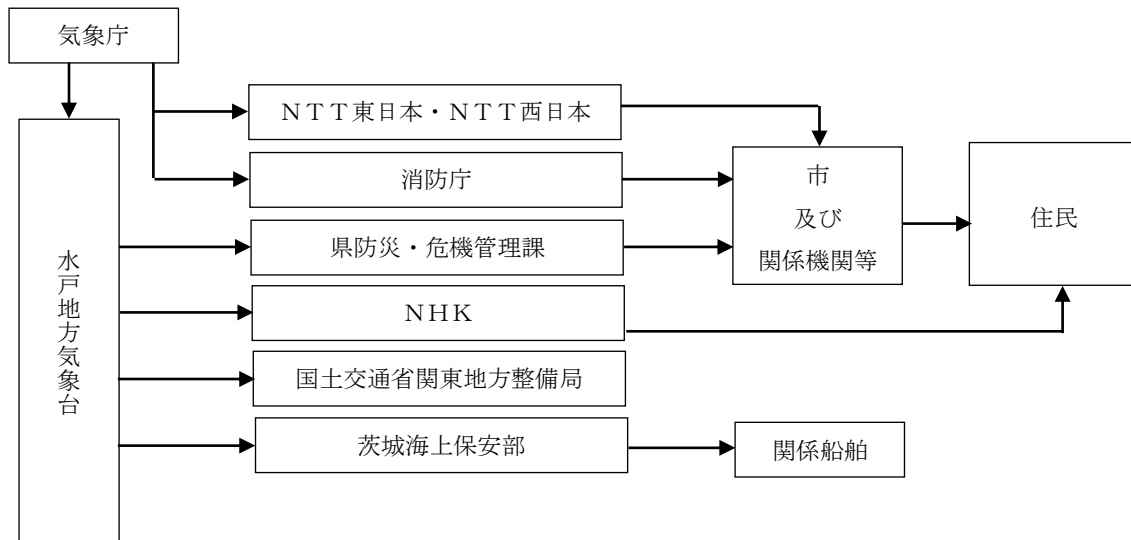 気象庁
ＮＴＴ東日本・ＮＴＴ西日本
消防庁
市
及び
関係機関等
住民
県防災・危機管理課
水戸地方気象台
ＮＨＫ
国土交通省関東地方整備局
茨城海上保安部
関係船舶